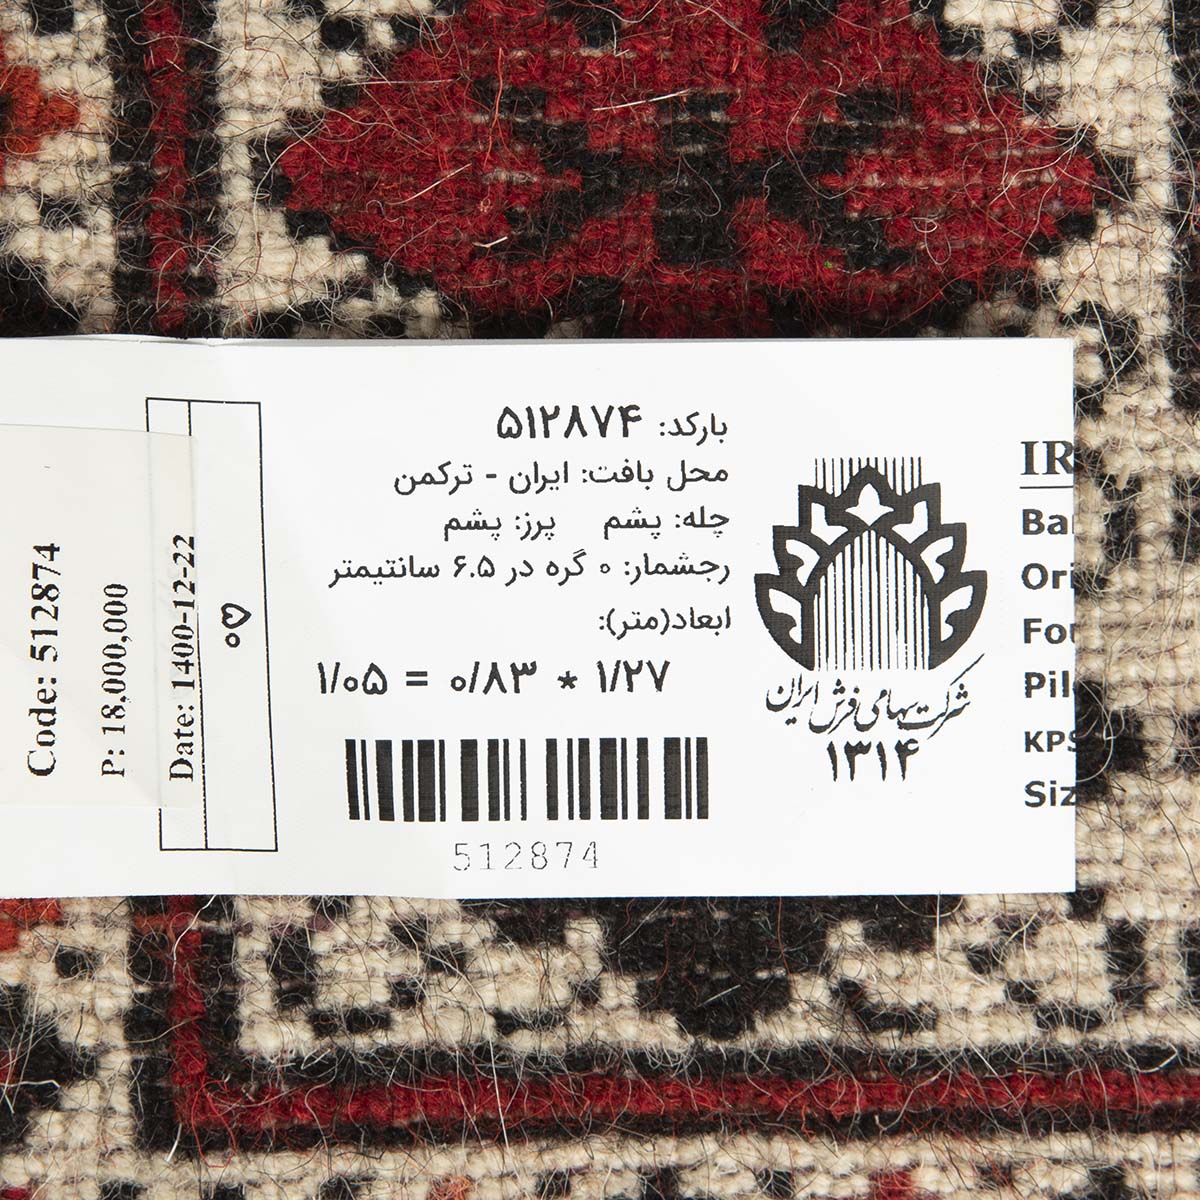 بارکد: ۵۱۲۸۷۴
محل بافت: ایران - ترکمن
چله: پشم پرز: پشم
رجشمار: ۰ گره در ۶.۵ سانتیمتر
ابعاد(متر):
۱/۲۷ * ۰/۸۳ = ۱/۰۵
512874
شرکت سهامی فرش ایران
۱۳۱۴
IR
Ba
Ori
Fo
Pil
KPS
Siz
Code: 512874
P: 18,000,000
Date: 1400-12-22